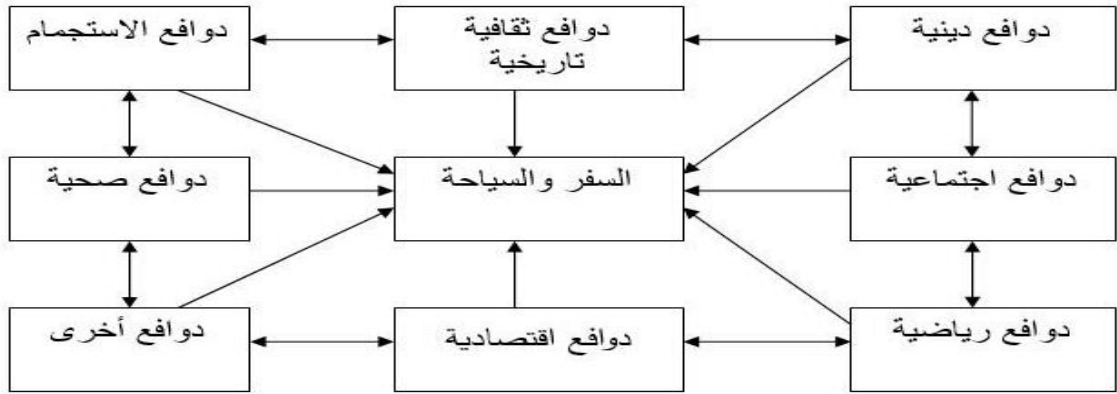 دوافع دينية
دوافع ثقافية
تاريخية
دوافع الاستجمام
دوافع اجتماعية
السفر والسياحة
دوافع صحية
دوافع رياضية
دوافع اقتصادية
دوافع أخرى